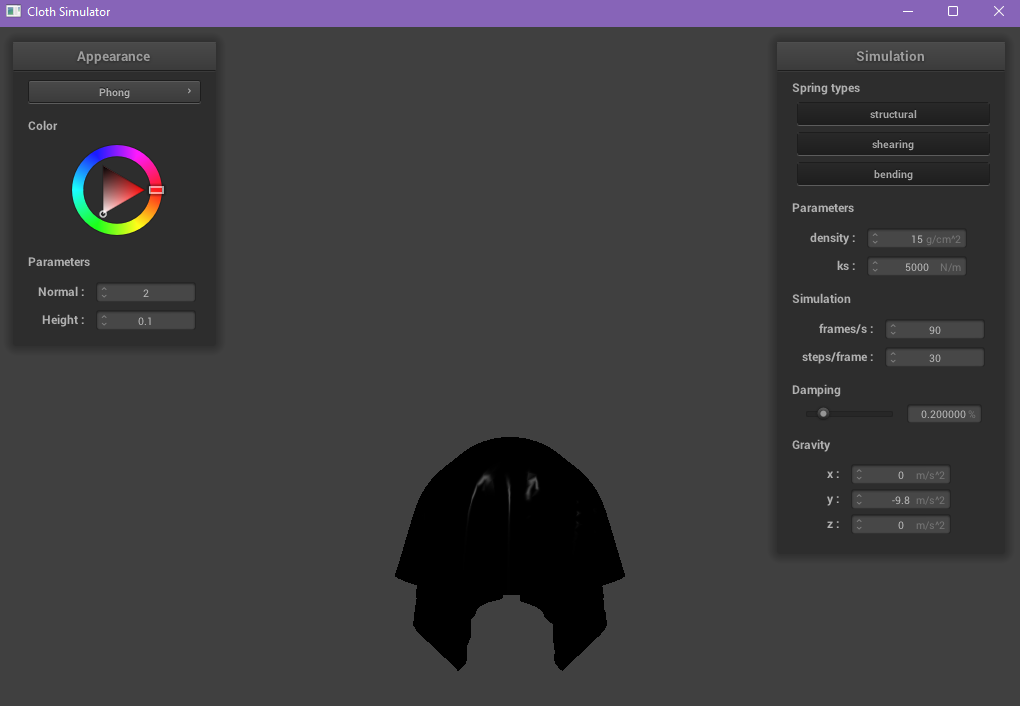 Cloth Simulator
Appearance
Phong
Color
Parameters
Normal : 2
Height : 0.1
Simulation
Spring types
structural
shearing
bending
Parameters
density : 15 g/cm^2
ks : 5000 N/m
Simulation
frames/s : 90
steps/frame : 30
Damping
0.200000 %
Gravity
x : 0 m/s^2
y : -9.8 m/s^2
z : 0 m/s^2